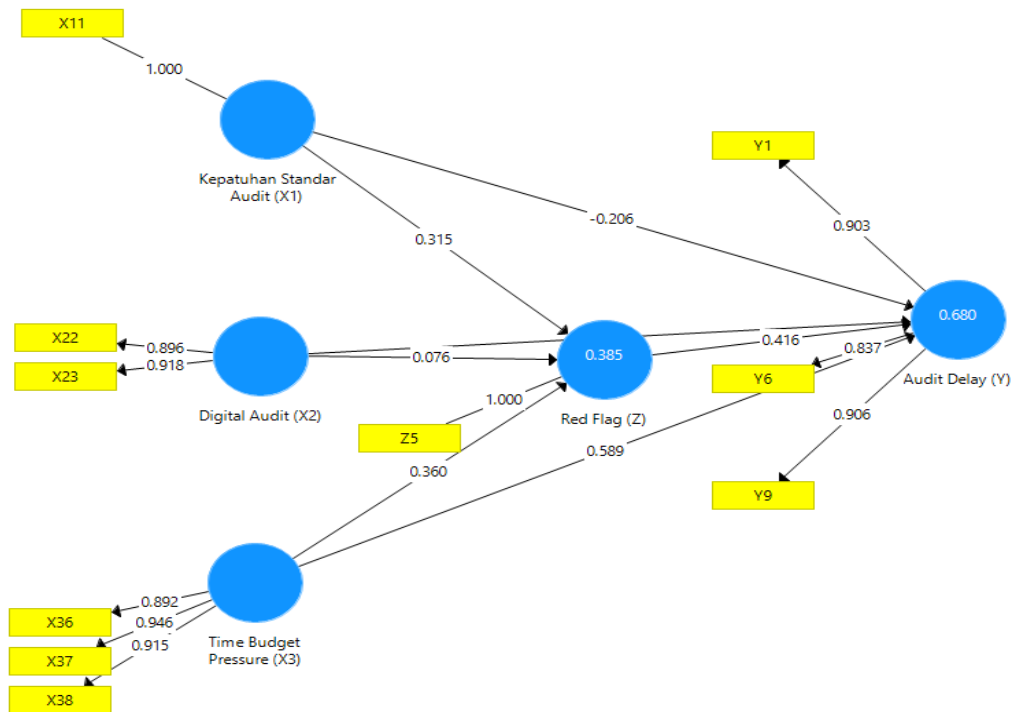 X11
1.000
Kepatuhan Standar
Audit (X1)
Y1
-0.206
0.903
0.315
0.680
X22
0.896
X23
0.918
0.076
0.385
0.416
0.837
Y6
Audit Delay (Y)
Digital Audit (X2)
1.000
Red Flag (Z)
0.906
Z5
0.589
0.360
Y9
0.892
X36
0.946
0.915
Time Budget
Pressure (X3)
X37
X38